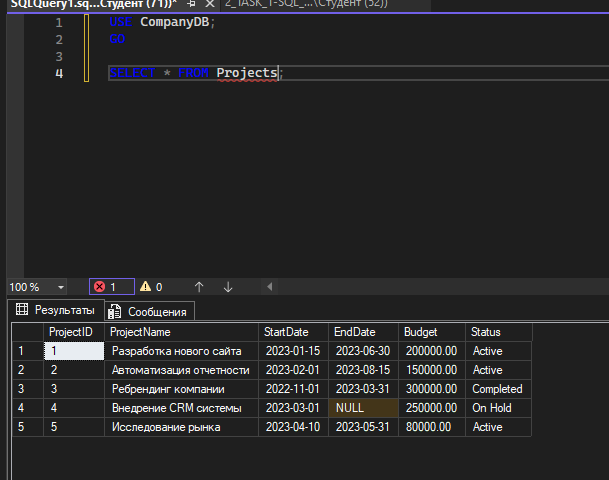 SQLQuery1.sq...Студент (71))*
2_TASK_T-SQL_...\Студент (52))
1 USE CompanyDB;
2 GO
3
4 SELECT * FROM Projects;
100 % 1 0
Результаты Сообщения
ProjectID ProjectName StartDate EndDate Budget Status
1 1 Разработка нового сайта 2023-01-15 2023-06-30 200000.00 Active
2 2 Автоматизация отчетности 2023-02-01 2023-08-15 150000.00 Active
3 3 Ребрендинг компании 2022-11-01 2023-03-31 300000.00 Completed
4 4 Внедрение CRM системы 2023-03-01 NULL 250000.00 On Hold
5 5 Исследование рынка 2023-04-10 2023-05-31 80000.00 Active